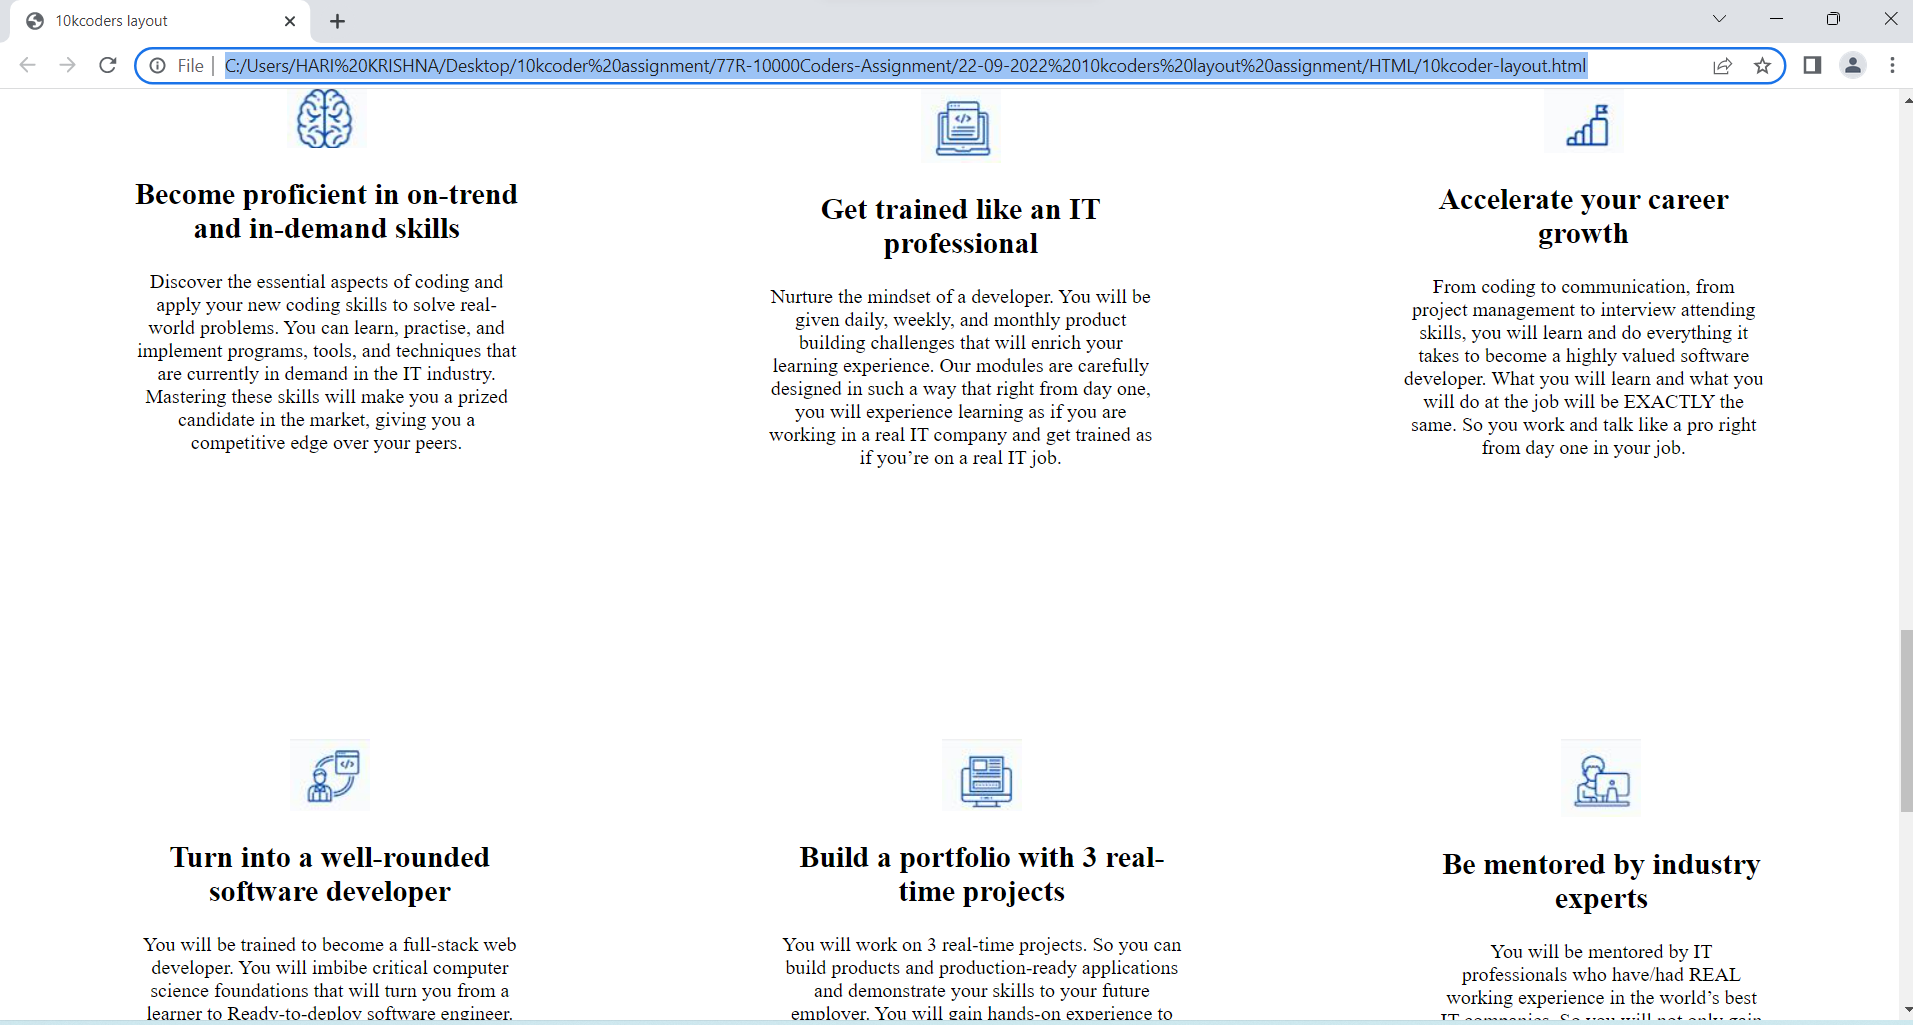 10kcoders layout
File
C:/Users/HARI%20KRISHNA/Desktop/10kcoder%20assignment/77R-10000Coders-Assignment/22-09-2022%2010kcoders%20layout%20assignment/HTML/10kcoder-layout.html
Become proficient in on-trend
and in-demand skills
Discover the essential aspects of coding and
apply your new coding skills to solve real-
world problems. You can learn, practise, and
implement programs, tools, and techniques that
are currently in demand in the IT industry.
Mastering these skills will make you a prized
candidate in the market, giving you a
competitive edge over your peers.
Get trained like an IT
professional
Nurture the mindset of a developer. You will be
given daily, weekly, and monthly product
building challenges that will enrich your
learning experience. Our modules are carefully
designed in such a way that right from day one,
you will experience learning as if you are
working in a real IT company and get trained as
if you’re on a real IT job.
Accelerate your career
growth
From coding to communication, from
project management to interview attending
skills, you will learn and do everything it
takes to become a highly valued software
developer. What you will learn and what you
will do at the job will be EXACTLY the
same. So you work and talk like a pro right
from day one in your job.
Turn into a well-rounded
software developer
You will be trained to become a full-stack web
developer. You will imbibe critical computer
science foundations that will turn you from a
learner to Ready-to-deploy software engineer.
Build a portfolio with 3 real-
time projects
You will work on 3 real-time projects. So you can
build products and production-ready applications
and demonstrate your skills to your future
employer. You will gain hands-on experience to
Be mentored by industry
experts
You will be mentored by IT
professionals who have/had REAL
working experience in the world’s best
IT companies. So you will not only gain